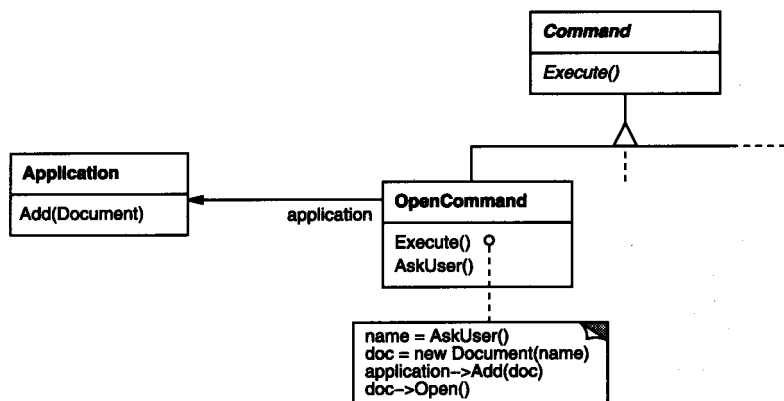 Command
Execute()
Application
Add(Document)
application
OpenCommand
Execute()
AskUser()
name = AskUser()
doc = new Document(name)
application–>Add(doc)
doc–>Open()